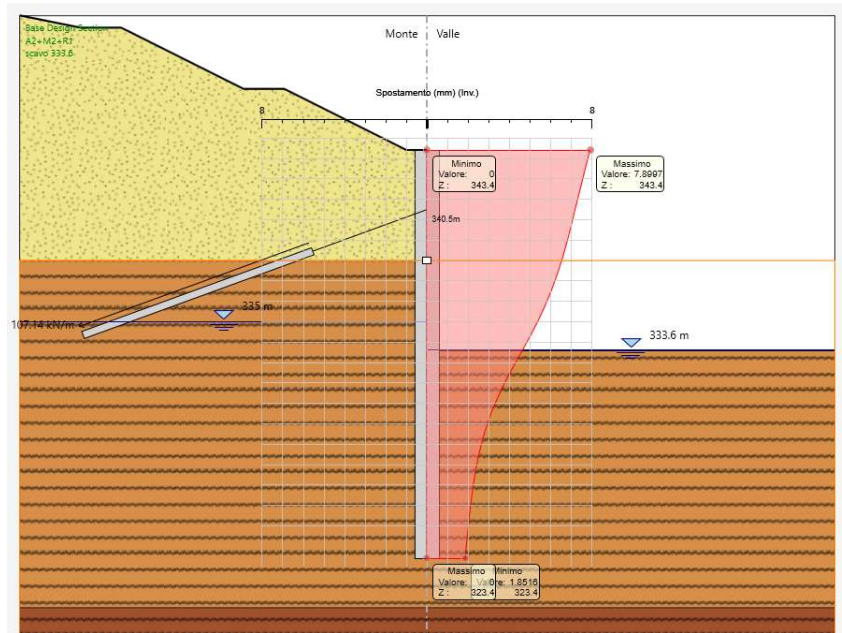 Base Design Section
A2+M2+R1
scavo 333.6
Monte Valle
Spostamento (mm) (Inv.)
8 8
Minimo
Valore: 0
Z : 343.4
Massimo
Valore: 7.8997
Z : 343.4
340.5m
335 m
107.14 kN/m
333.6 m
Massimo
Valore: 0
Z : 323.4
Minimo
1.8516
323.4